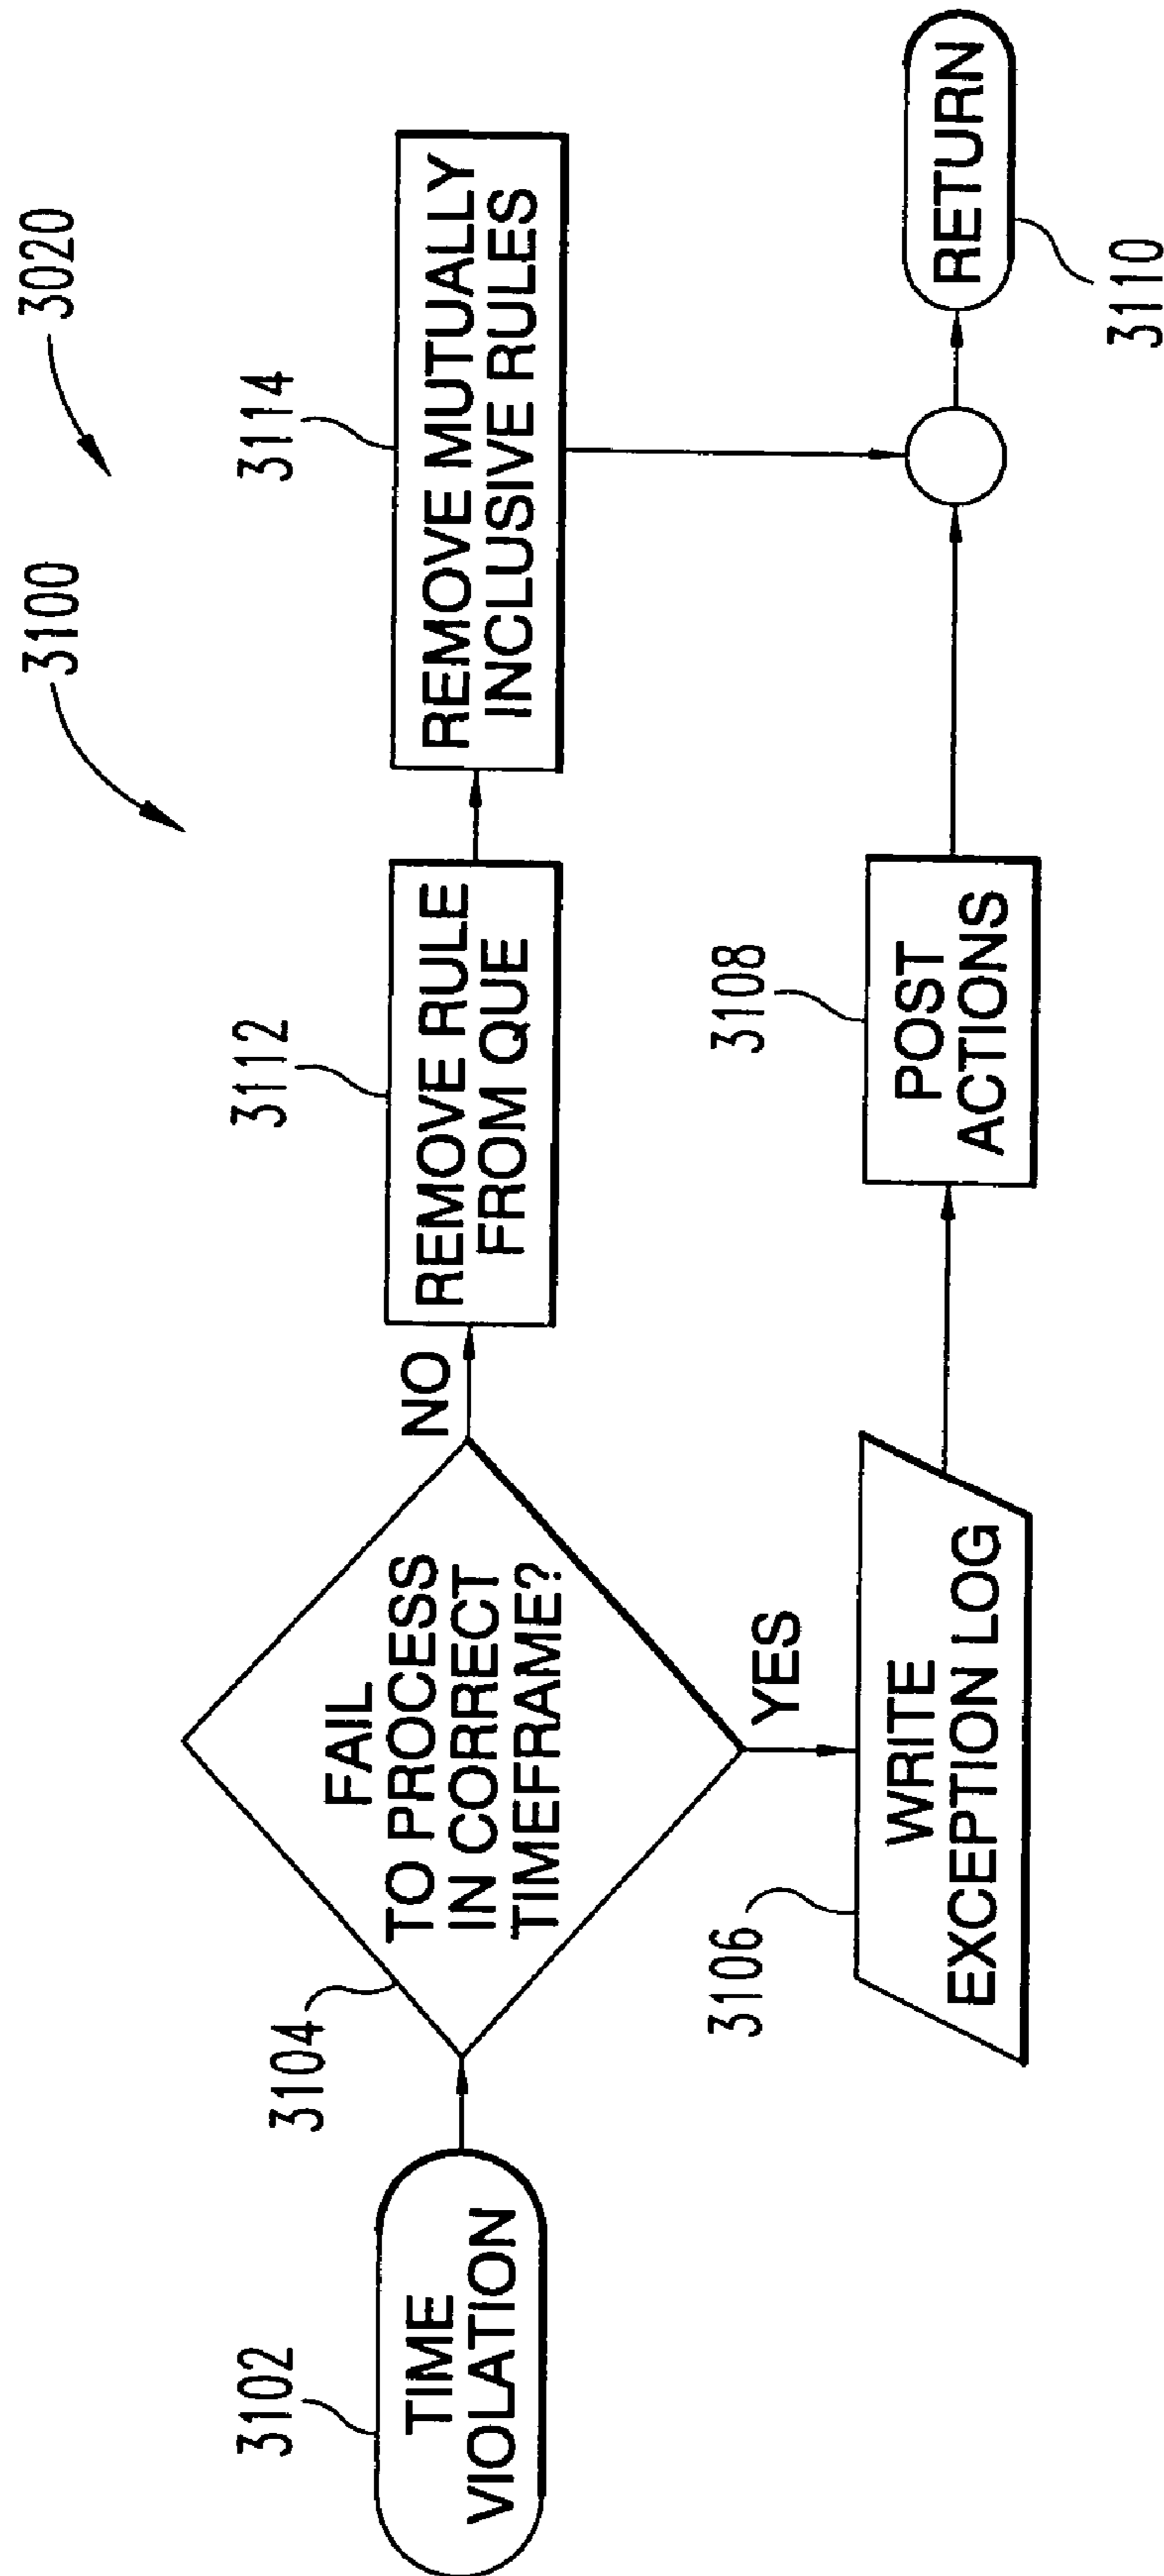 3100
3020
3102
TIME
VIOLATION
3104
FAIL
TO PROCESS
IN CORRECT
TIMEFRAME?
NO
3112
REMOVE RULE
FROM QUE
3114
REMOVE MUTUALLY
INCLUSIVE RULES
YES
3106
WRITE
EXCEPTION LOG
3108
POST
ACTIONS
RETURN
3110